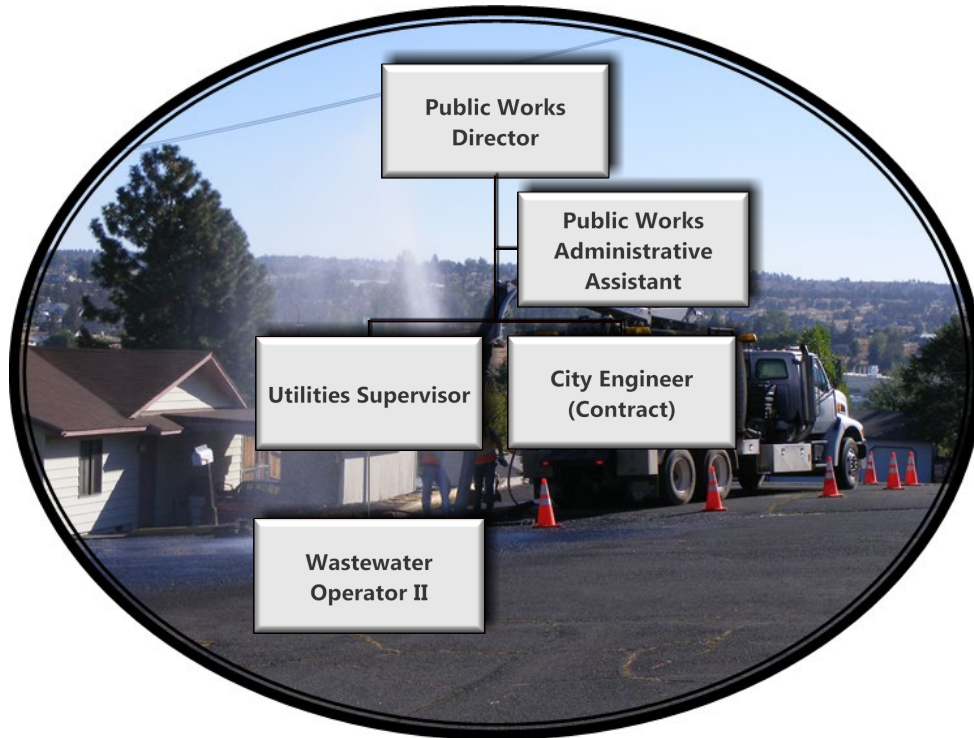 Public Works
Director
Public Works
Administrative
Assistant
Utilities Supervisor
City Engineer
(Contract)
Wastewater
Operator II